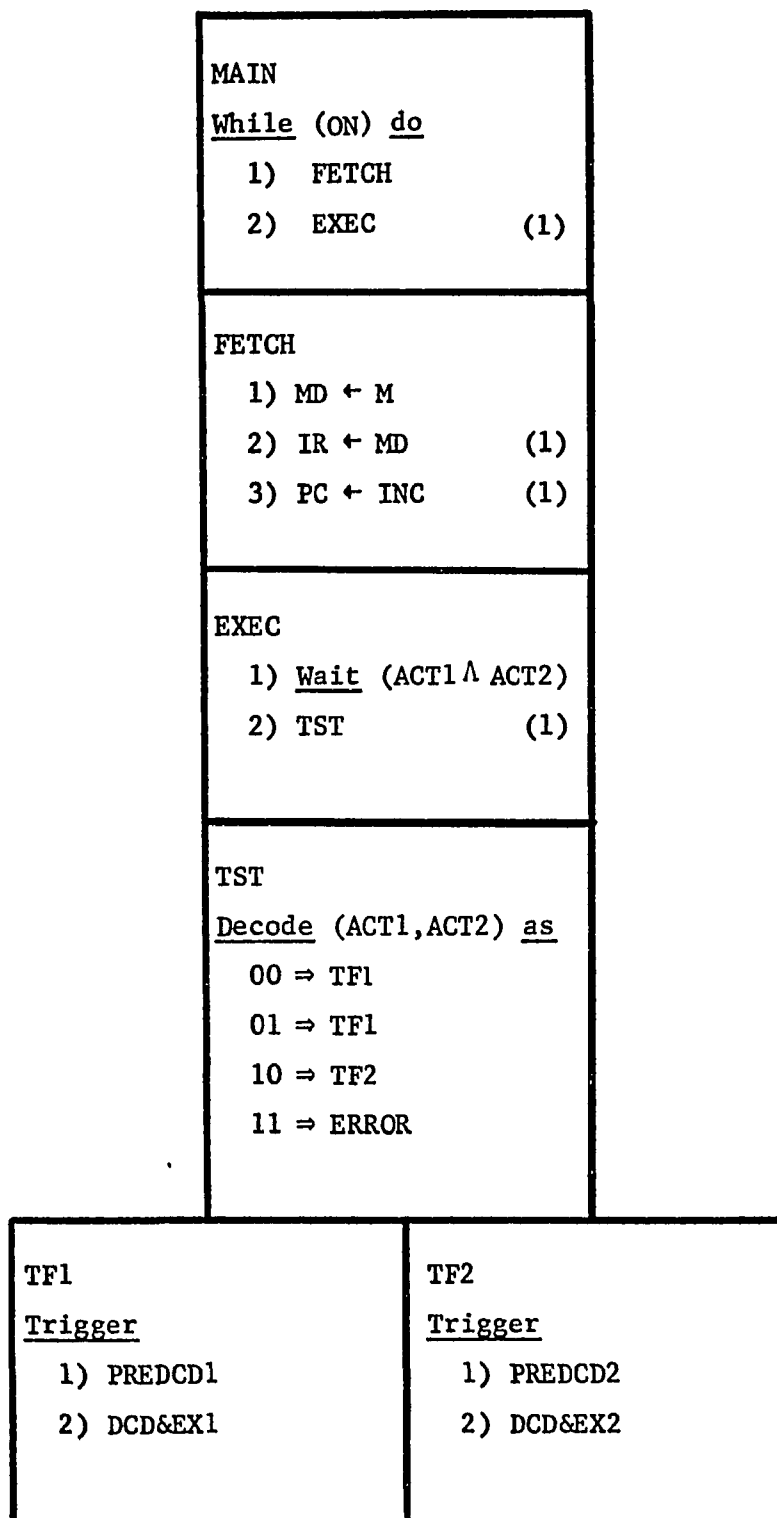 MAIN
While (ON) do
1) FETCH
2) EXEC (1)
FETCH
1) MD ← M
2) IR ← MD (1)
3) PC ← INC (1)
EXEC
1) Wait (ACT1 Λ ACT2)
2) TST (1)
TST
Decode (ACT1,ACT2) as
00 ⇒ TF1
01 ⇒ TF1
10 ⇒ TF2
11 ⇒ ERROR
TF1
Trigger
1) PREDCD1
2) DCD&EX1
TF2
Trigger
1) PREDCD2
2) DCD&EX2